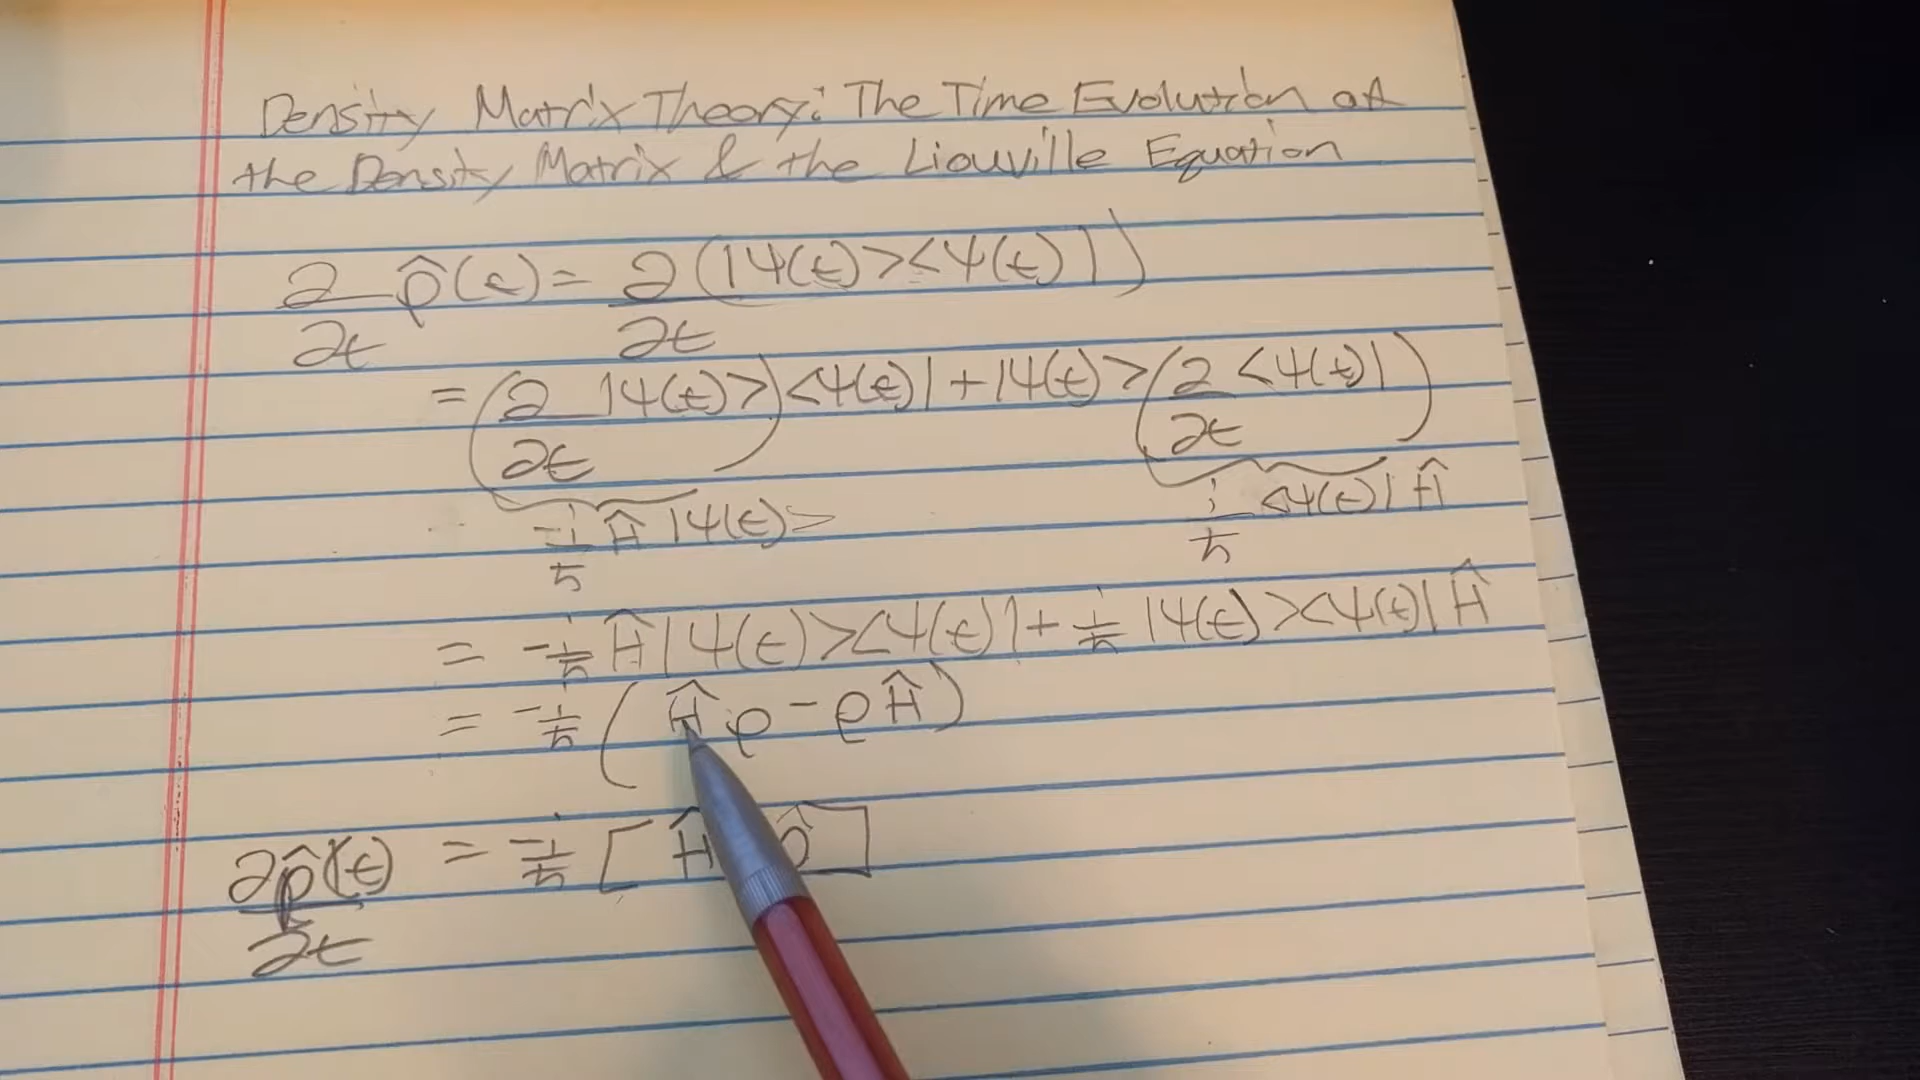 Density Matrix Theory: The Time Evolution of
the Density Matrix & the Liouville Equation
∂/∂t ρ̂(t) = ∂/∂t (|Ψ(t)><Ψ(t)|)
= (∂/∂t |Ψ(t)>)<Ψ(t)| + |Ψ(t)>(∂/∂t <Ψ(t)|)
-i/ħ Ĥ|Ψ(t)> i/ħ <Ψ(t)|Ĥ
= -i/ħ Ĥ|Ψ(t)><Ψ(t)| + i/ħ |Ψ(t)><Ψ(t)|Ĥ
= -i/ħ (Ĥρ - ρĤ)
∂ρ̂(t)/∂t = -i/ħ [Ĥ ρ̂]